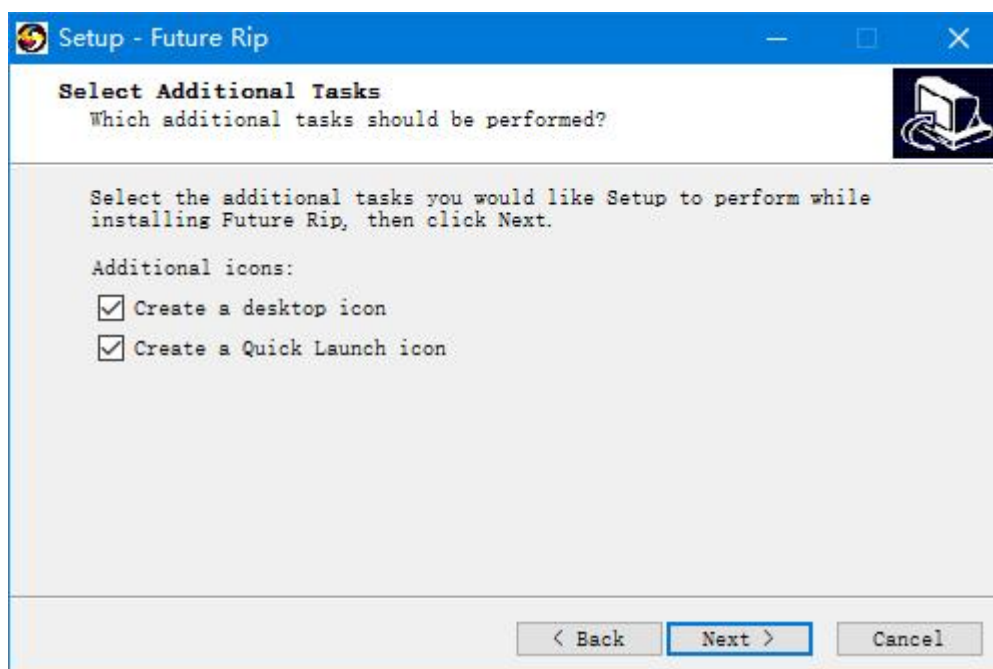 Setup - Future Rip
Select Additional Tasks
Which additional tasks should be performed?
Select the additional tasks you would like Setup to perform while
installing Future Rip, then click Next.
Additional icons:
Create a desktop icon
Create a Quick Launch icon
< Back
Next >
Cancel